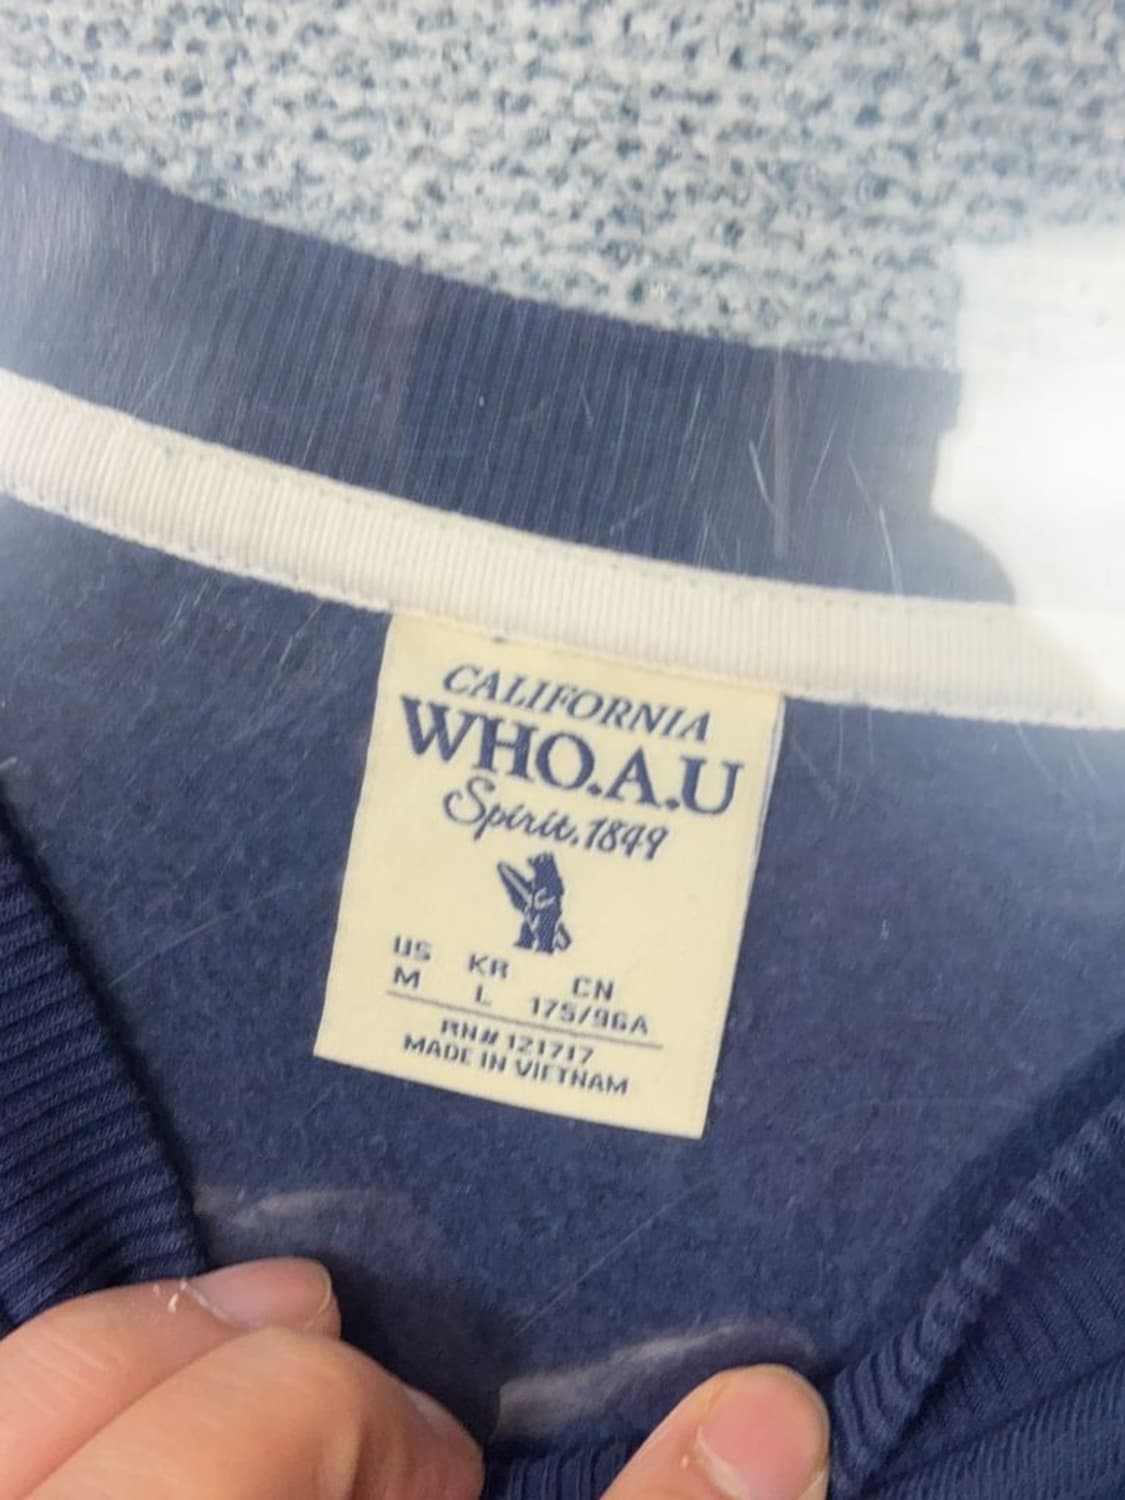 CALIFORNIA
WHO.A.U
Spirit.1849
US KR CN
M L 175/96A
RN# 121717
MADE IN VIETNAM